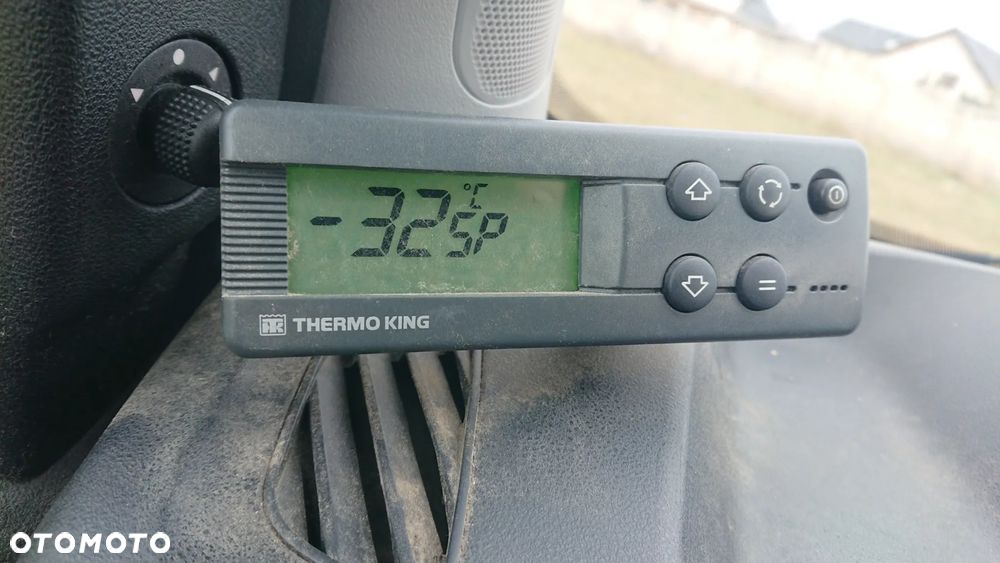 -32 °C
SP
THERMO KING
OTOMOTO